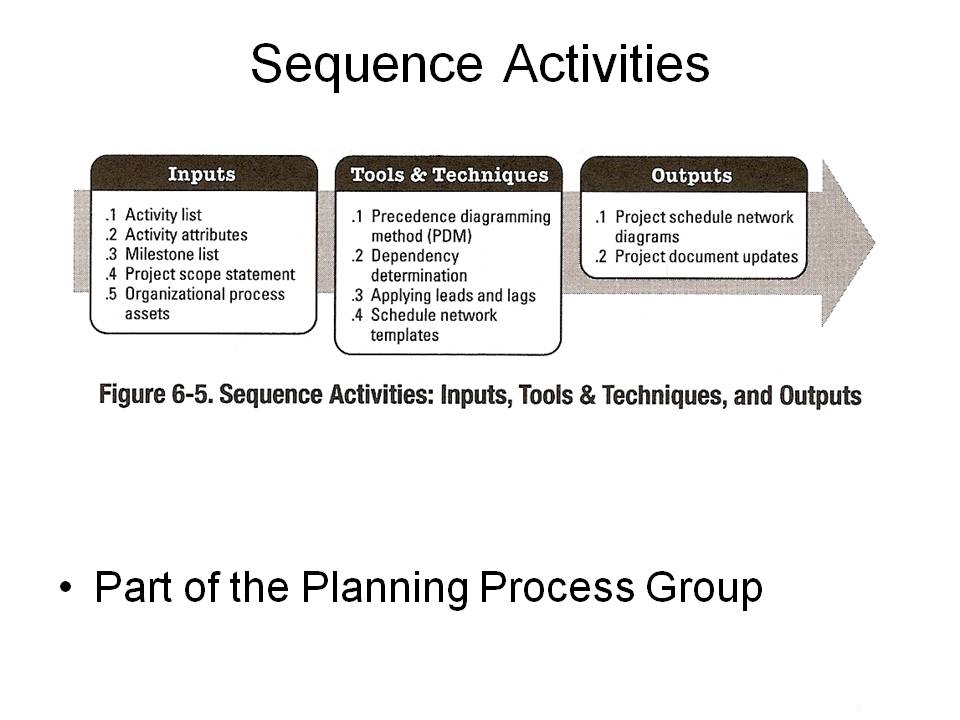 Sequence Activities
Inputs
.1 Activity list
.2 Activity attributes
.3 Milestone list
.4 Project scope statement
.5 Organizational process
assets
Tools & Techniques
.1 Precedence diagramming
method (PDM)
.2 Dependency
determination
.3 Applying leads and lags
.4 Schedule network
templates
Outputs
.1 Project schedule network
diagrams
.2 Project document updates
Figure 6-5. Sequence Activities: Inputs, Tools & Techniques, and Outputs
• Part of the Planning Process Group